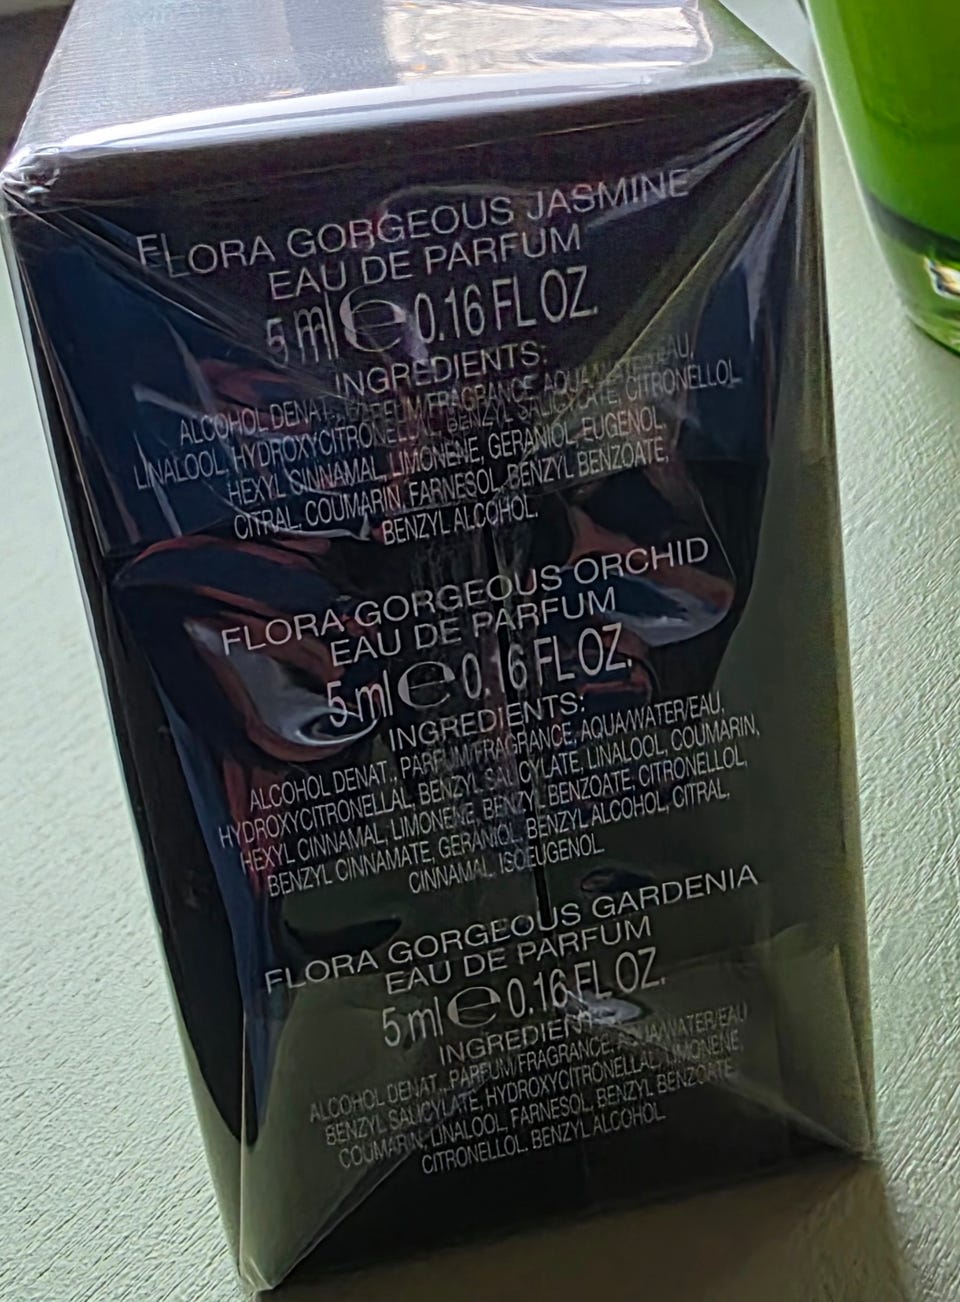 FLORA GORGEOUS JASMINE
EAU DE PARFUM
5 ml e 0.16 FL OZ.
INGREDIENTS:
ALCOHOL DENAT., PARFUM/FRAGRANCE, AQUA/WATER/EAU,
LINALOOL, HYDROXYCITRONELLAL, BENZYL SALICYLATE, CITRONELLOL,
HEXYL CINNAMAL, LIMONENE, GERANIOL, EUGENOL,
CITRAL, COUMARIN, FARNESOL, BENZYL BENZOATE,
BENZYL ALCOHOL.
FLORA GORGEOUS ORCHID
EAU DE PARFUM
5 ml e 0.16 FL OZ.
INGREDIENTS:
ALCOHOL DENAT., PARFUM/FRAGRANCE, AQUA/WATER/EAU,
HYDROXYCITRONELLAL, BENZYL SALICYLATE, LINALOOL, COUMARIN,
HEXYL CINNAMAL, LIMONENE, BENZYL BENZOATE, CITRONELLOL,
BENZYL CINNAMATE, GERANIOL, BENZYL ALCOHOL, CITRAL,
CINNAMAL, ISOEUGENOL.
FLORA GORGEOUS GARDENIA
EAU DE PARFUM
5 ml e 0.16 FL OZ.
INGREDIENTS:
ALCOHOL DENAT., PARFUM/FRAGRANCE, AQUA/WATER/EAU,
BENZYL SALICYLATE, HYDROXYCITRONELLAL, LIMONENE,
COUMARIN, LINALOOL, FARNESOL, BENZYL BENZOATE,
CITRONELLOL, BENZYL ALCOHOL.